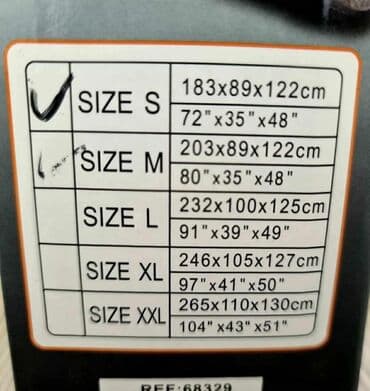 SIZE S 183x89x122cm
72"x35"x48"
SIZE M 203x89x122cm
80"x35"x48"
SIZE L 232x100x125cm
91"x39"x49"
SIZE XL 246x105x127cm
97"x41"x50"
SIZE XXL 265x110x130cm
104"x43"x51"
REF:68329